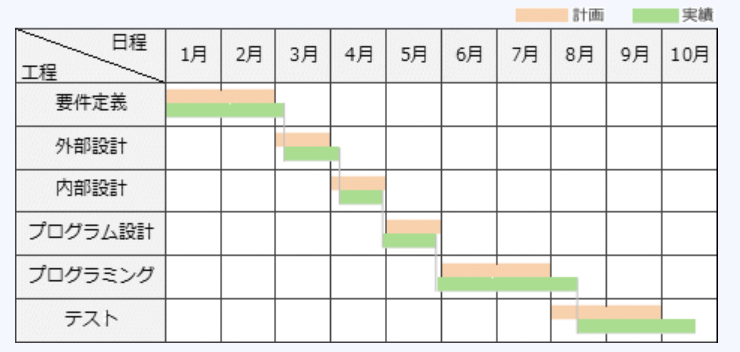 計画 実績
日程
工程
1月 2月 3月 4月 5月 6月 7月 8月 9月 10月
要件定義
外部設計
内部設計
プログラム設計
プログラミング
テスト